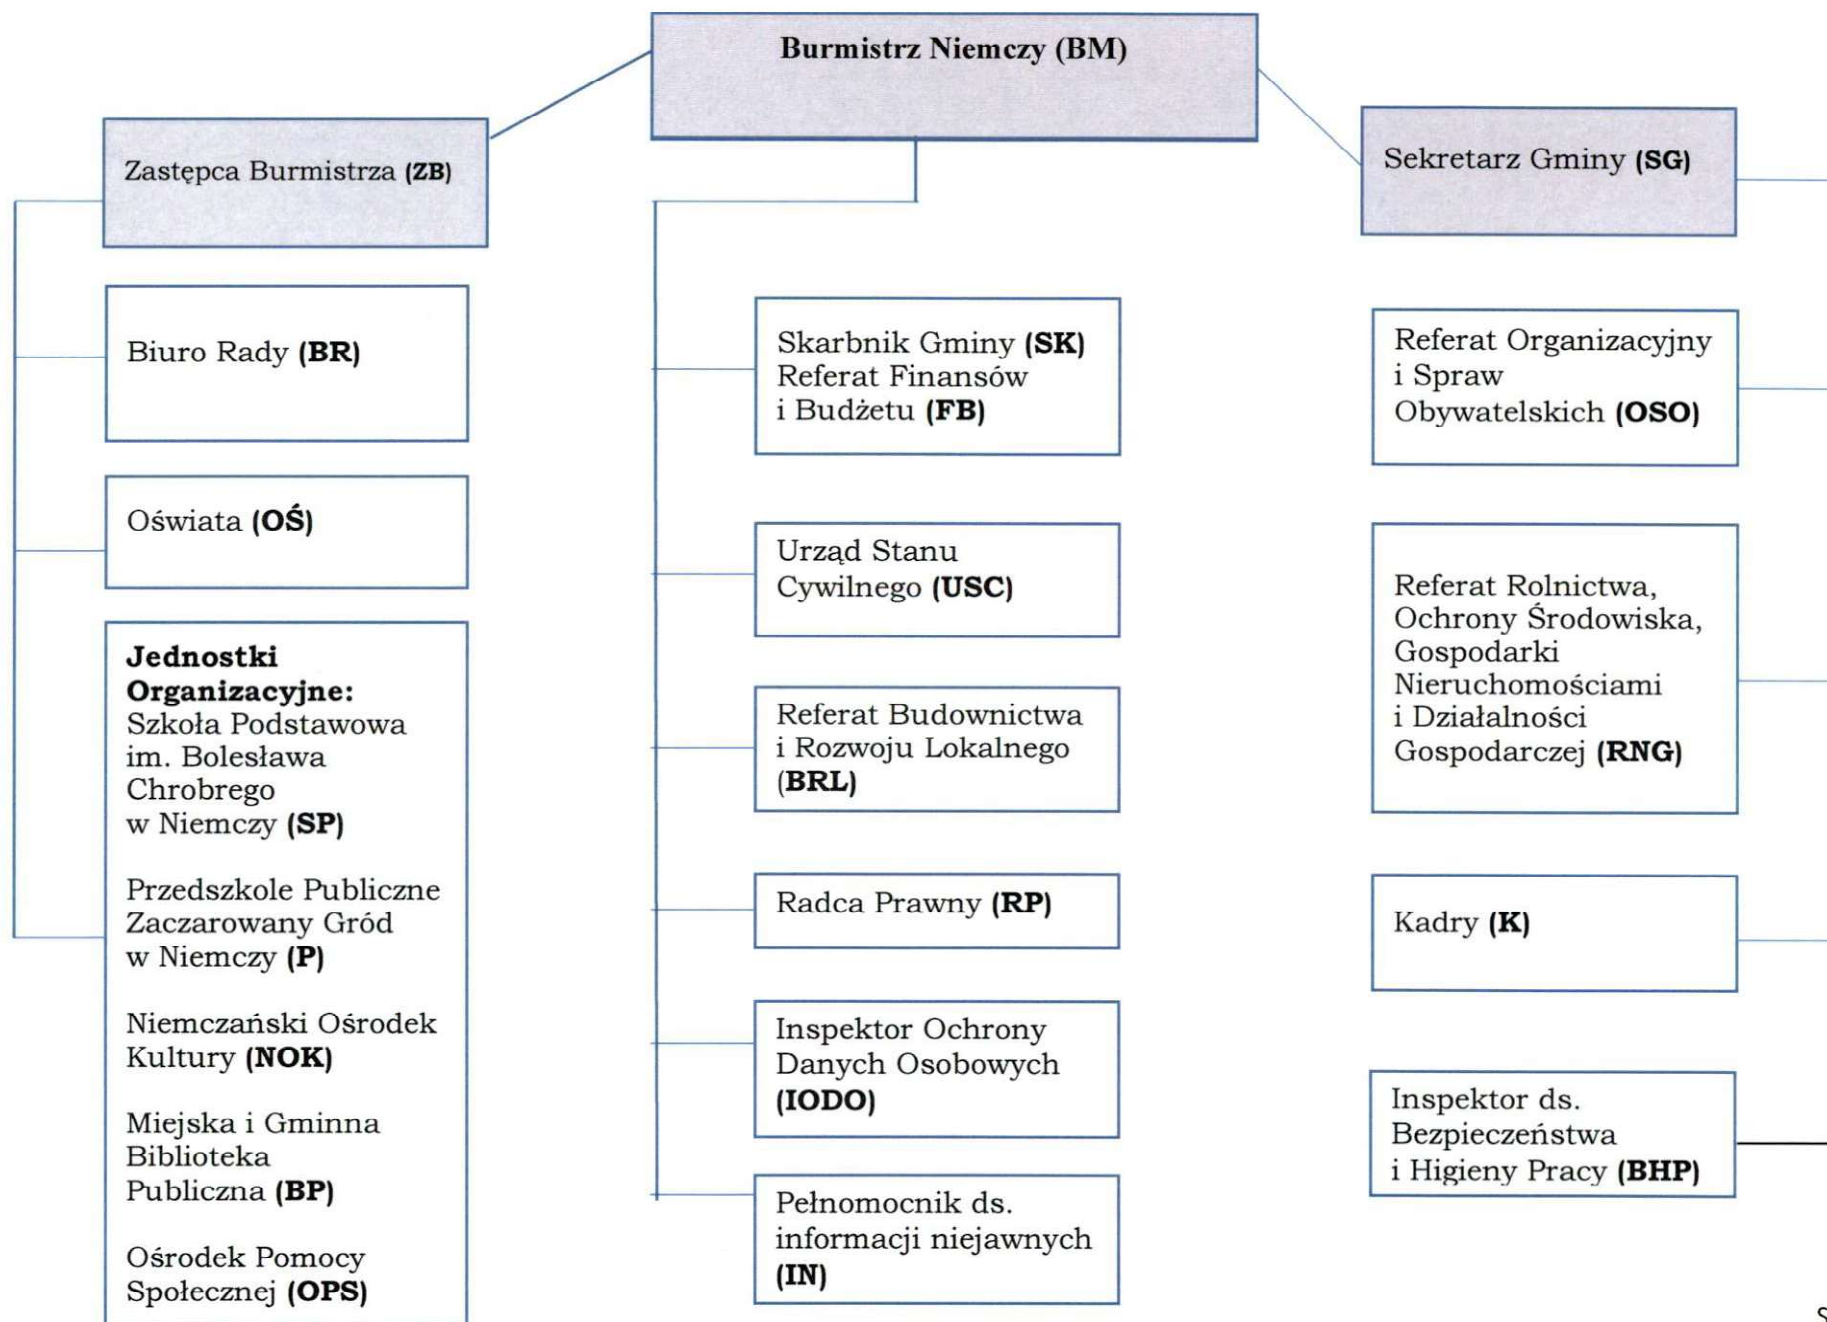 Burmistrz Niemczy (BM)
Zastępca Burmistrza (ZB)
Biuro Rady (BR)
Oświata (OŚ)
Jednostki
Organizacyjne:
Szkoła Podstawowa
im. Bolesława
Chrobrego
w Niemczy (SP)
Przedszkole Publiczne
Zaczarowany Gród
w Niemczy (P)
Niemczański Ośrodek
Kultury (NOK)
Miejska i Gminna
Biblioteka
Publiczna (BP)
Ośrodek Pomocy
Społecznej (OPS)
Skarbnik Gminy (SK)
Referat Finansów
i Budżetu (FB)
Urząd Stanu
Cywilnego (USC)
Referat Budownictwa
i Rozwoju Lokalnego
(BRL)
Radca Prawny (RP)
Inspektor Ochrony
Danych Osobowych
(IODO)
Pełnomocnik ds.
informacji niejawnych
(IN)
Sekretarz Gminy (SG)
Referat Organizacyjny
i Spraw
Obywatelskich (OSO)
Referat Rolnictwa,
Ochrony Środowiska,
Gospodarki
Nieruchomościami
i Działalności
Gospodarczej (RNG)
Kadry (K)
Inspektor ds.
Bezpieczeństwa
i Higieny Pracy (BHP)